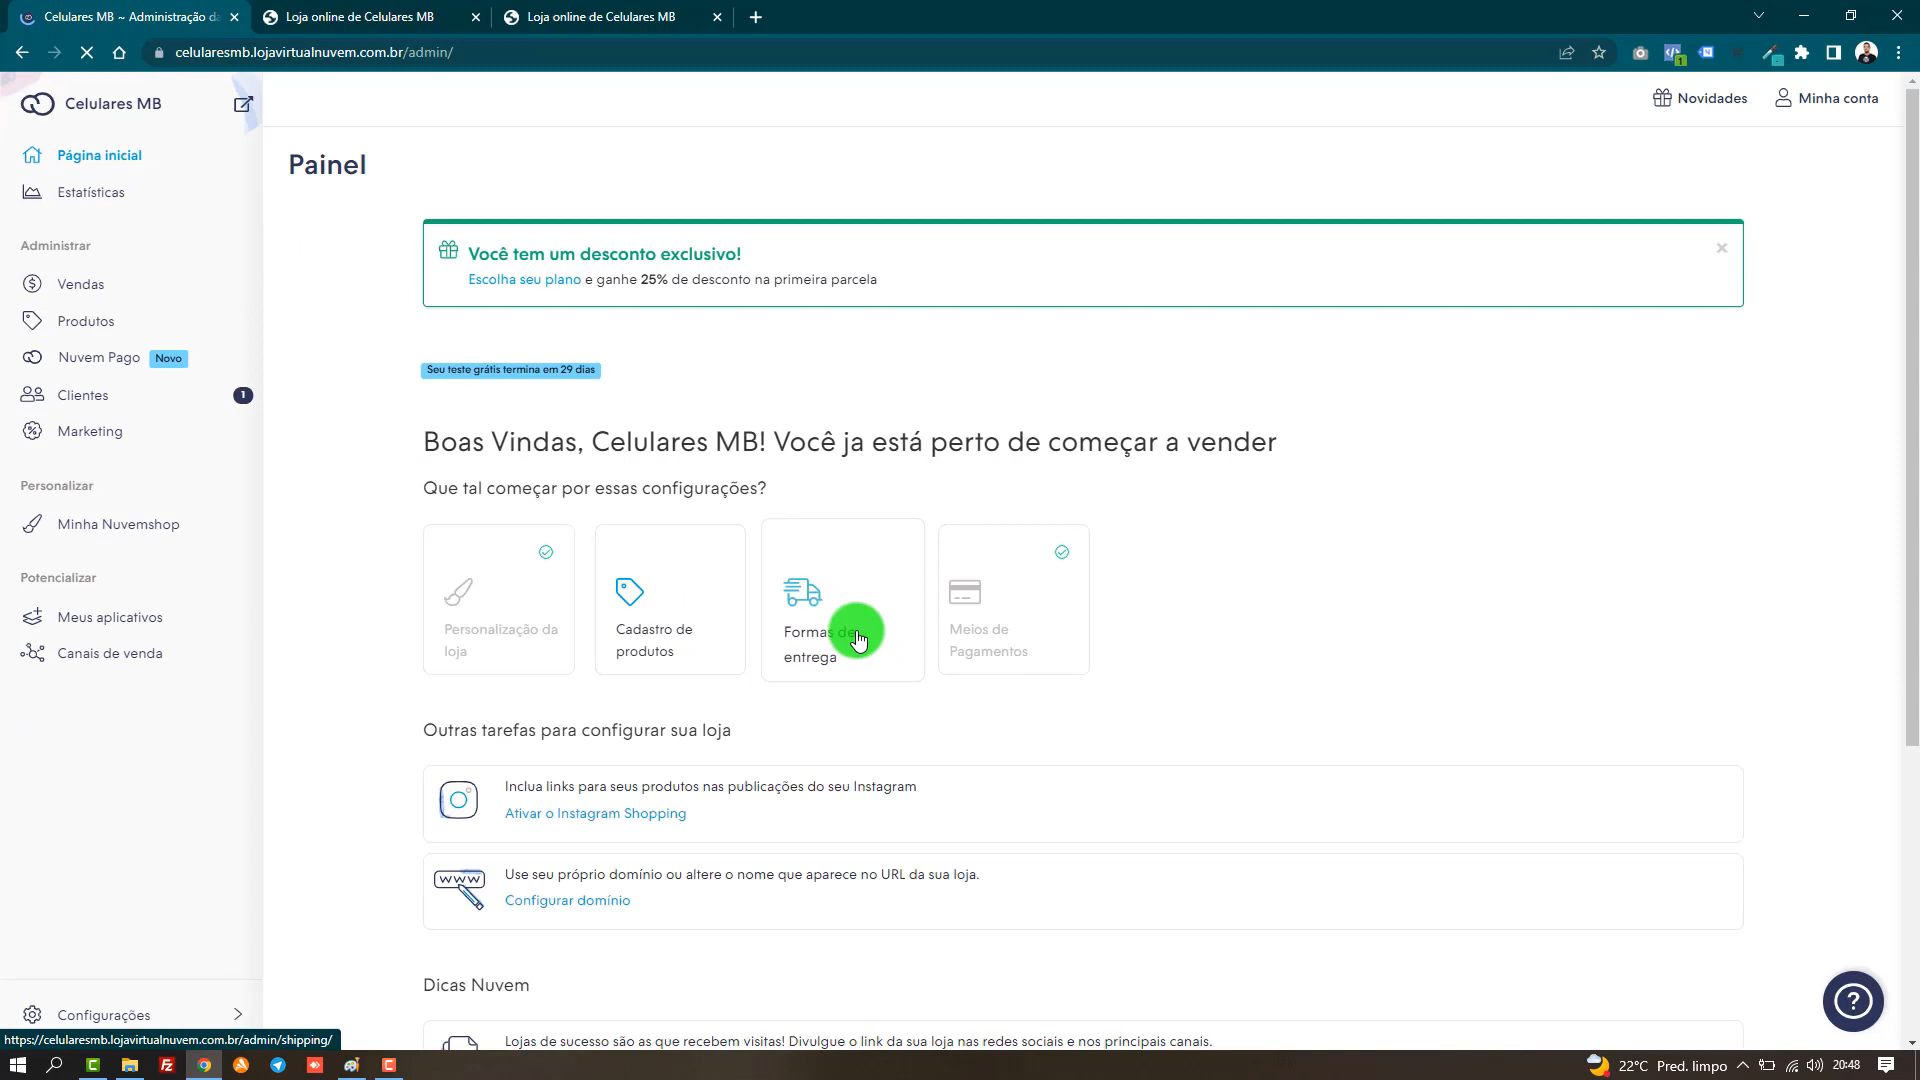 Celulares MB ~ Administração da
Loja online de Celulares MB
Loja online de Celulares MB
celularesmb.lojavirtualnuvem.com.br/admin/
Celulares MB
Novidades
Minha conta
Página inicial
Estatísticas
Administrar
Vendas
Produtos
Nuvem Pago Novo
Clientes 1
Marketing
Personalizar
Minha Nuvemshop
Potencializar
Meus aplicativos
Canais de venda
Configurações
Painel
Você tem um desconto exclusivo!
Escolha seu plano e ganhe 25% de desconto na primeira parcela
Seu teste grátis termina em 29 dias
Boas Vindas, Celulares MB! Você ja está perto de começar a vender
Que tal começar por essas configurações?
Personalização da
loja
Cadastro de
produtos
Formas de
entrega
Meios de
Pagamentos
Outras tarefas para configurar sua loja
Inclua links para seus produtos nas publicações do seu Instagram
Ativar o Instagram Shopping
www
Use seu próprio domínio ou altere o nome que aparece no URL da sua loja.
Configurar domínio
Dicas Nuvem
Lojas de sucesso são as que recebem visitas! Divulgue o link da sua loja nas redes sociais e nos principais canais.
https://celularesmb.lojavirtualnuvem.com.br/admin/shipping/
22°C Pred. limpo
20:48